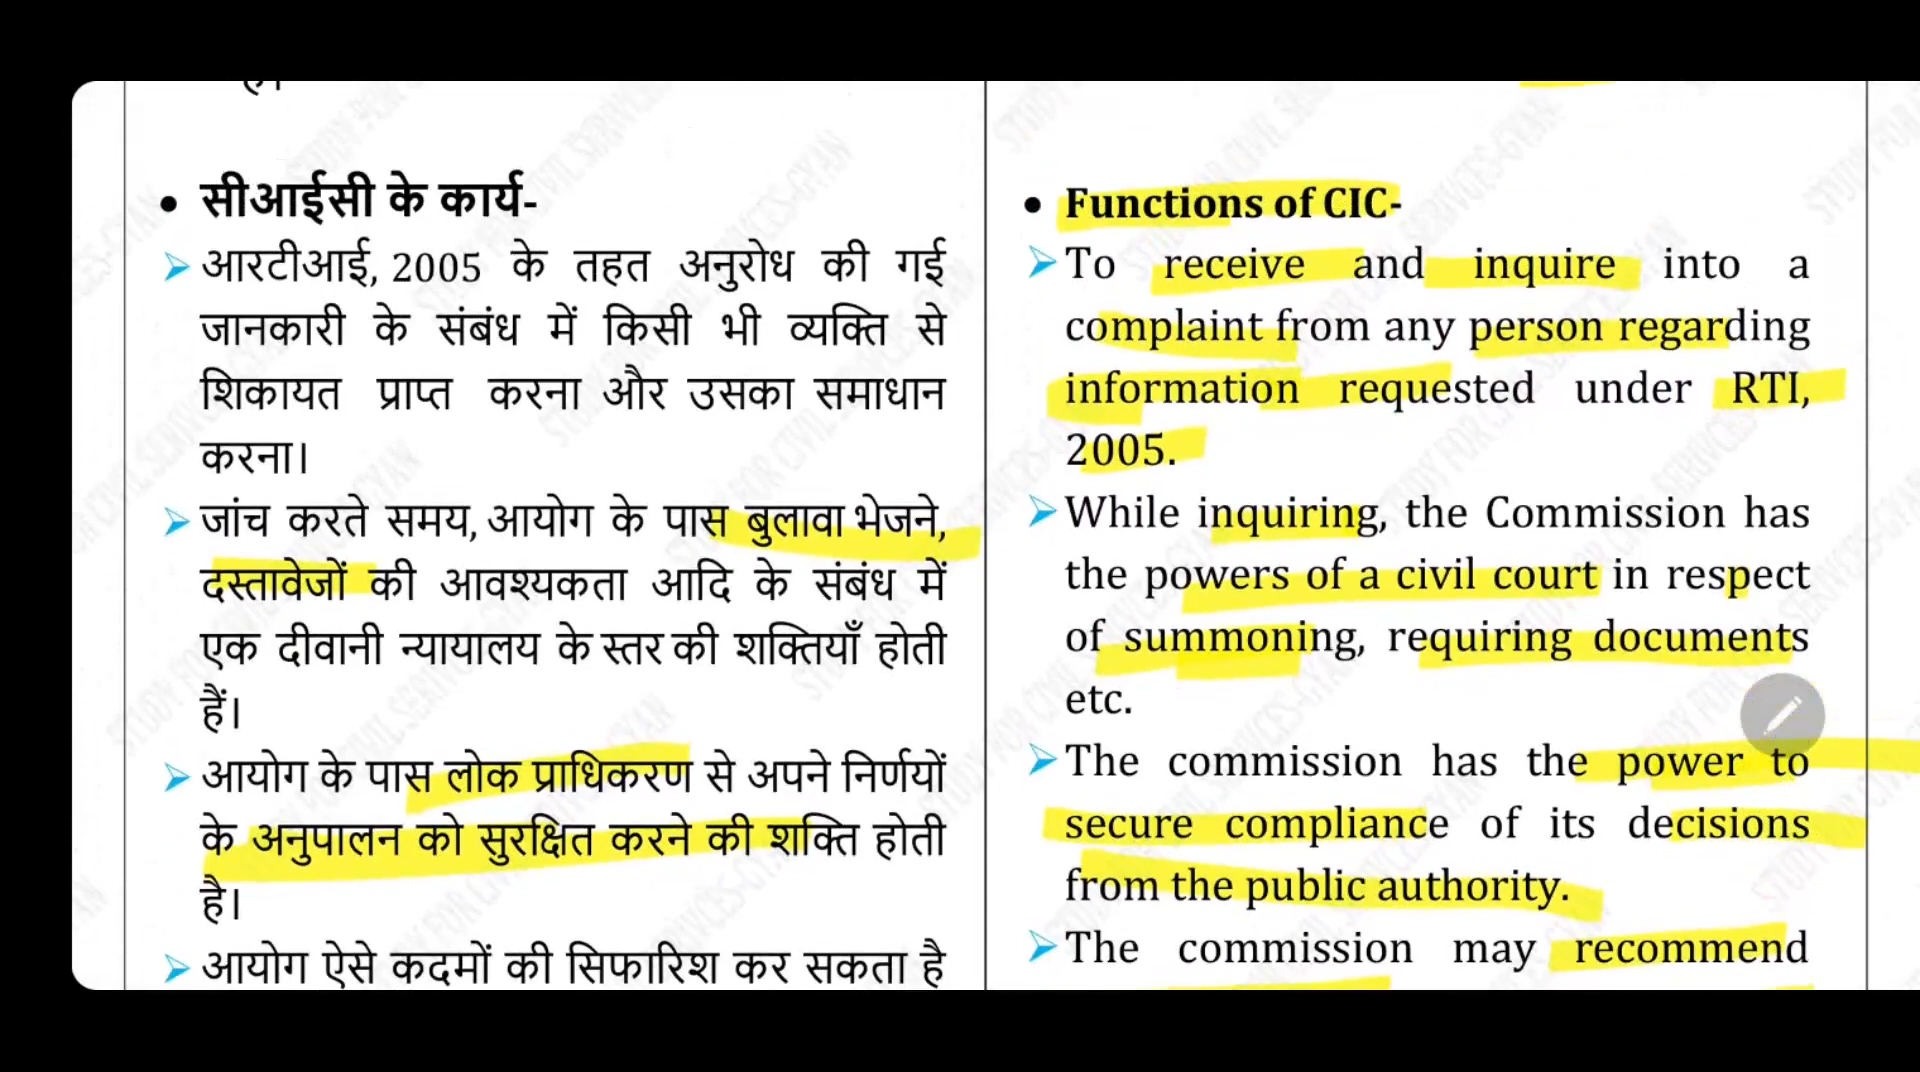 सीआईसी के कार्य-
आरटीआई, 2005 के तहत अनुरोध की गई
जानकारी के संबंध में किसी भी व्यक्ति से
शिकायत प्राप्त करना और उसका समाधान
करना।
जांच करते समय, आयोग के पास बुलावा भेजने,
दस्तावेजों की आवश्यकता आदि के संबंध में
एक दीवानी न्यायालय के स्तर की शक्तियाँ होती
हैं।
आयोग के पास लोक प्राधिकरण से अपने निर्णयों
के अनुपालन को सुरक्षित करने की शक्ति होती
है।
आयोग ऐसे कदमों की सिफारिश कर सकता है
Functions of CIC-
To receive and inquire into a
complaint from any person regarding
information requested under RTI,
2005.
While inquiring, the Commission has
the powers of a civil court in respect
of summoning, requiring documents
etc.
The commission has the power to
secure compliance of its decisions
from the public authority.
The commission may recommend